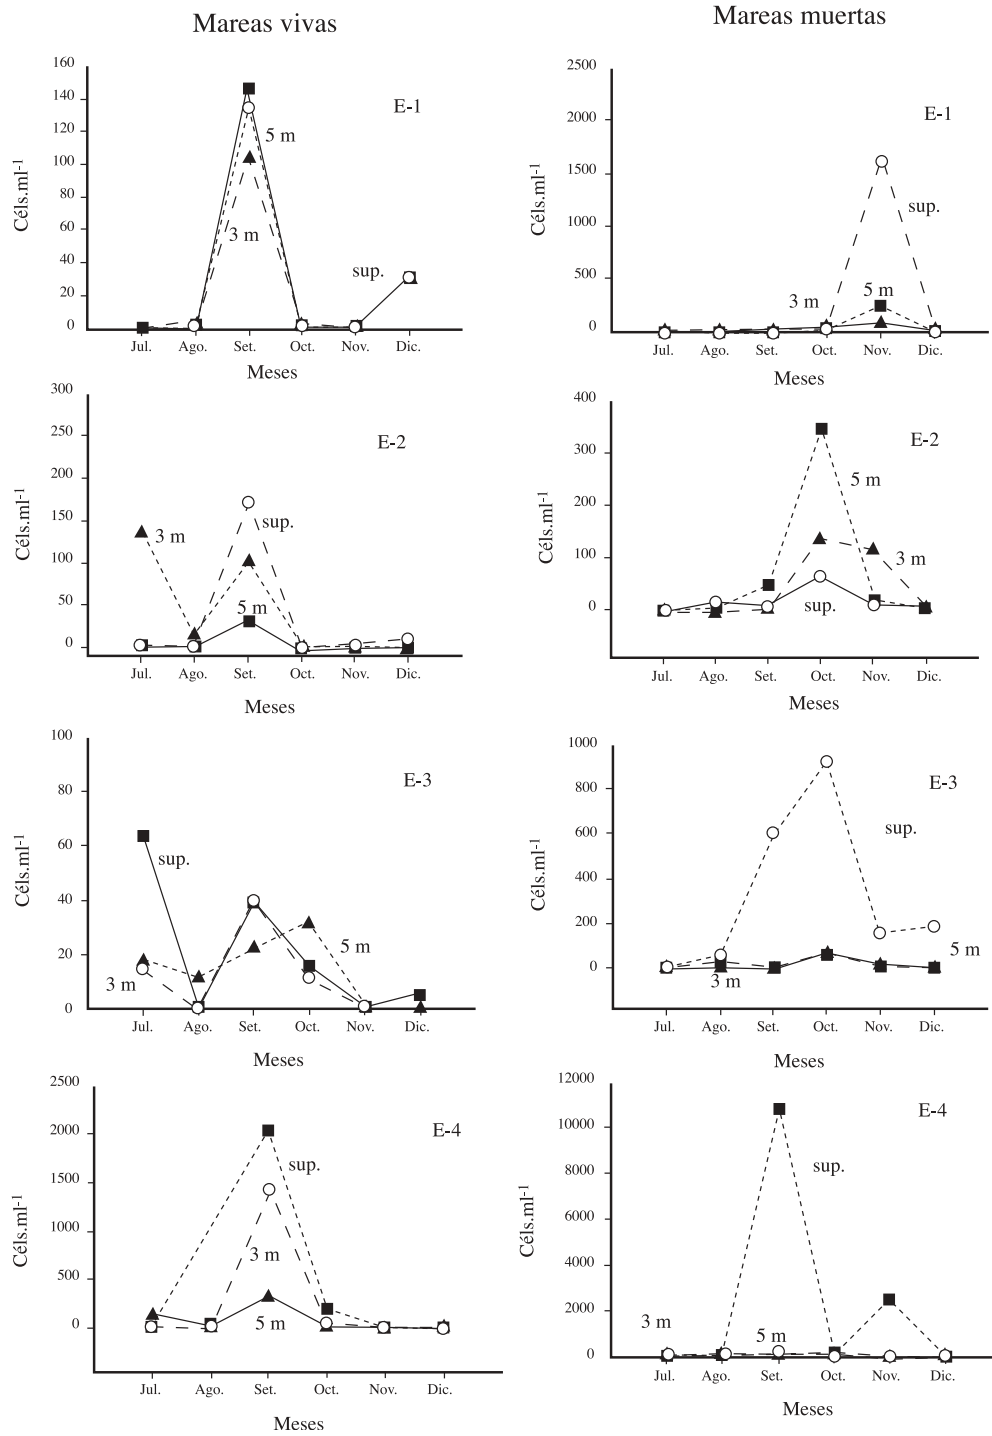 Mareas vivas
160
140
120
100
80
60
40
20
0
Céls.ml-1
E-1
5 m
3 m
sup.
Jul. Ago. Set. Oct. Nov. Dic.
Meses
300
250
200
150
100
50
0
Céls.ml-1
E-2
3 m
sup.
5 m
Jul. Ago. Set. Oct. Nov. Dic.
Meses
100
80
60
40
20
0
Céls.ml-1
E-3
sup.
5 m
3 m
Jul. Ago. Set. Oct. Nov. Dic.
Meses
2500
2000
1500
1000
500
0
Céls.ml-1
E-4
sup.
3 m
5 m
Jul. Ago. Set. Oct. Nov. Dic.
Meses
Mareas muertas
2500
2000
1500
1000
500
0
Céls.ml-1
E-1
sup.
5 m
3 m
Jul. Ago. Set. Oct. Nov. Dic.
Meses
400
300
200
100
0
Céls.ml-1
E-2
5 m
3 m
sup.
Jul. Ago. Set. Oct. Nov. Dic.
Meses
1000
800
600
400
200
0
Céls.ml-1
E-3
sup.
5 m
3 m
Jul. Ago. Set. Oct. Nov. Dic.
Meses
12000
10000
8000
6000
4000
2000
0
Céls.ml-1
E-4
sup.
3 m
5 m
Jul. Ago. Set. Oct. Nov. Dic.
Meses